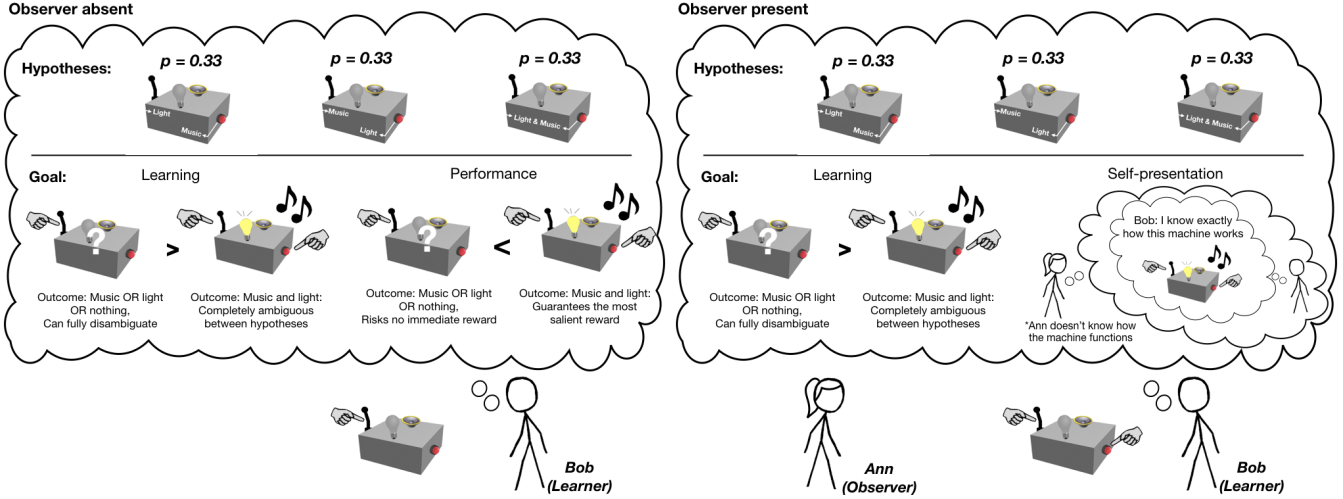 Observer absent
Hypotheses:
p = 0.33
p = 0.33
p = 0.33
Light
Music
Music
Light
Light & Music
Goal:
Learning
Performance
?
>
?
<
Outcome: Music OR light
OR nothing,
Can fully disambiguate
Outcome: Music and light:
Completely ambiguous
between hypotheses
Outcome: Music OR light
OR nothing,
Risks no immediate reward
Outcome: Music and light:
Guarantees the most
salient reward
Bob
(Learner)
Observer present
Hypotheses:
p = 0.33
p = 0.33
p = 0.33
Light
Music
Music
Light
Light & Music
Goal:
Learning
Self-presentation
?
>
Outcome: Music OR light
OR nothing,
Can fully disambiguate
Outcome: Music and light:
Completely ambiguous
between hypotheses
Bob: I know exactly
how this machine works
*Ann doesn't know how
the machine functions
Ann
(Observer)
Bob
(Learner)